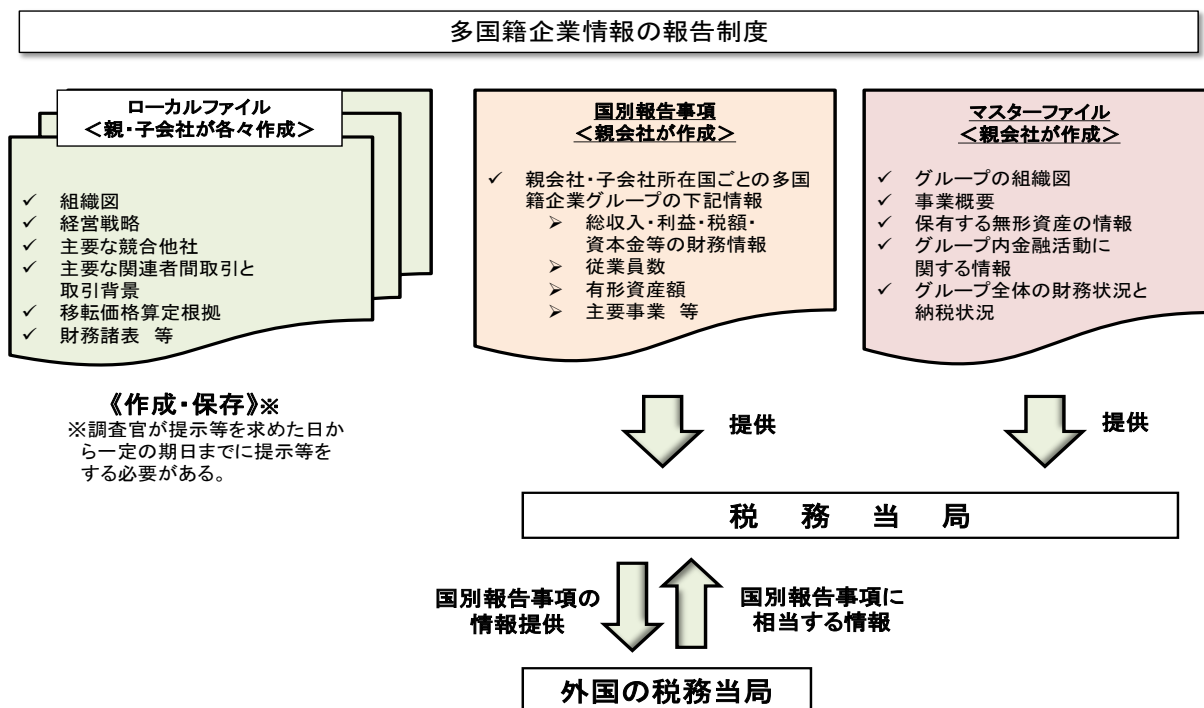 多国籍企業情報の報告制度
ローカルファイル
＜親・子会社が各々作成＞
✓ 組織図
✓ 経営戦略
✓ 主要な競合他社
✓ 主要な関連者間取引と
取引背景
✓ 移転価格算定根拠
✓ 財務諸表 等
《作成・保存》※
※調査官が提示等を求めた日か
ら一定の期日までに提示等を
する必要がある。
国別報告事項
＜親会社が作成＞
✓ 親会社・子会社所在国ごとの多国
籍企業グループの下記情報
➢ 総収入・利益・税額・
資本金等の財務情報
➢ 従業員数
➢ 有形資産額
➢ 主要事業 等
マスターファイル
＜親会社が作成＞
✓ グループの組織図
✓ 事業概要
✓ 保有する無形資産の情報
✓ グループ内金融活動に
関する情報
✓ グループ全体の財務状況と
納税状況
提供
提供
税務当局
国別報告事項の
情報提供
国別報告事項に
相当する情報
外国の税務当局